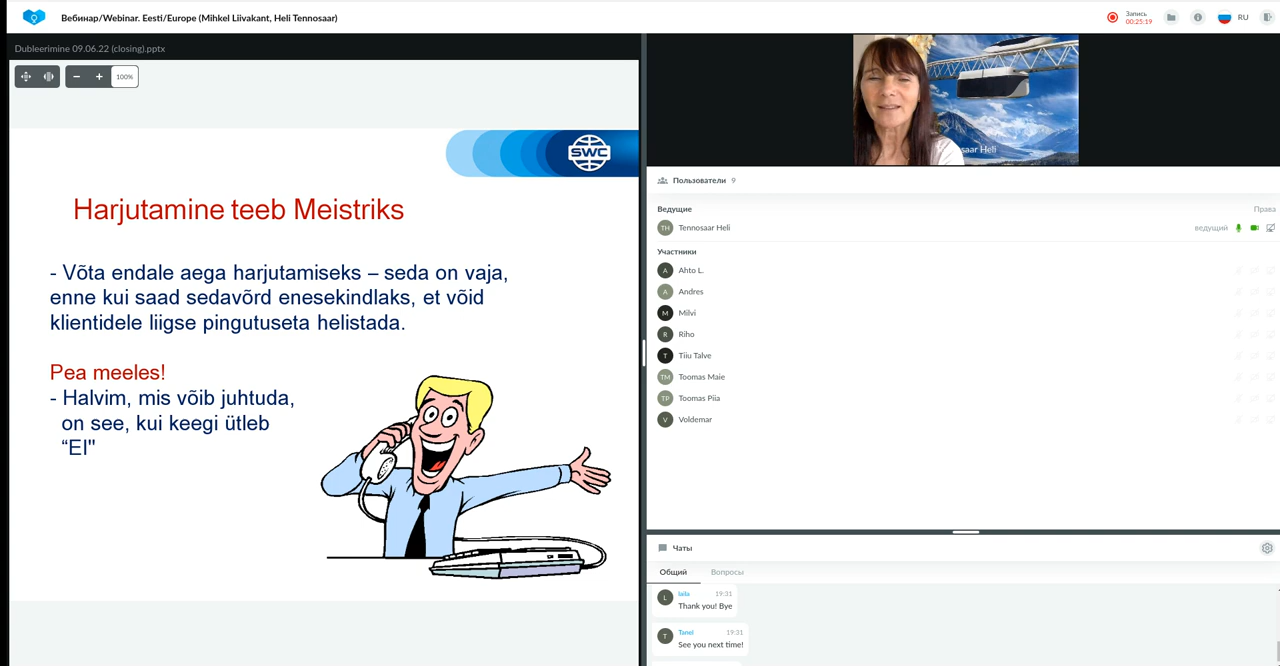 Вебинар/Webinar. Eesti/Europe (Mihkel Liivakant, Heli Tennosaar)
Запись
00:25:19
RU
Dubleerimine 09.06.22 (closing).pptx
100%
SWC
Harjutamine teeb Meistriks
- Võta endale aega harjutamiseks – seda on vaja,
enne kui saad sedavõrd enesekindlaks, et võid
klientidele liigse pingutuseta helistada.
Pea meeles!
- Halvim, mis võib juhtuda,
on see, kui keegi ütleb
“EI"
saar Heli
Пользователи 9
Ведущие
Права
TH Tennosaar Heli
ведущий
Участники
A Ahto L.
A Andres
M Milvi
R Riho
T Tiiu Talve
TM Toomas Maie
TP Toomas Piia
V Voldemar
Чаты
Общий
Вопросы
L laila 19:31
Thank you! Bye
T Tanel 19:31
See you next time!